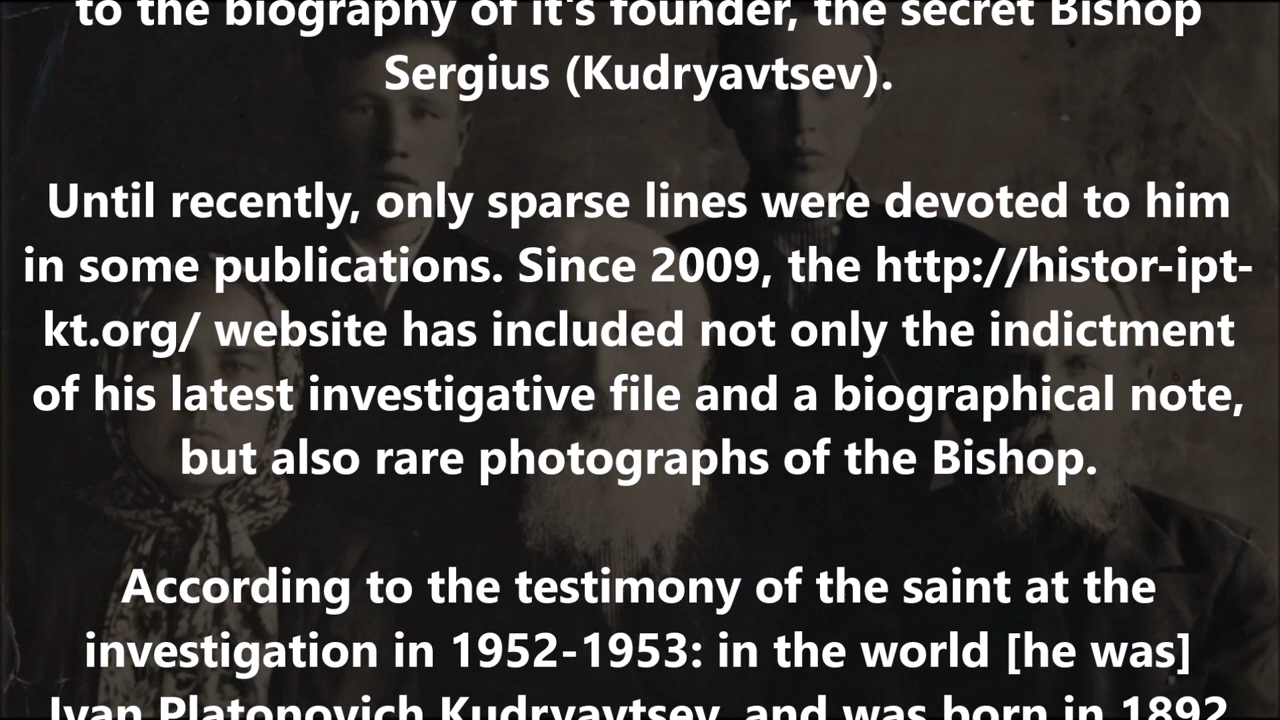 to the biography of it's founder, the secret Bishop
Sergius (Kudryavtsev).
Until recently, only sparse lines were devoted to him
in some publications. Since 2009, the http://histor-ipt-
kt.org/ website has included not only the indictment
of his latest investigative file and a biographical note,
but also rare photographs of the Bishop.
According to the testimony of the saint at the
investigation in 1952-1953: in the world [he was]
Ivan Platonovich Kudryavtsev, and was born in 1892